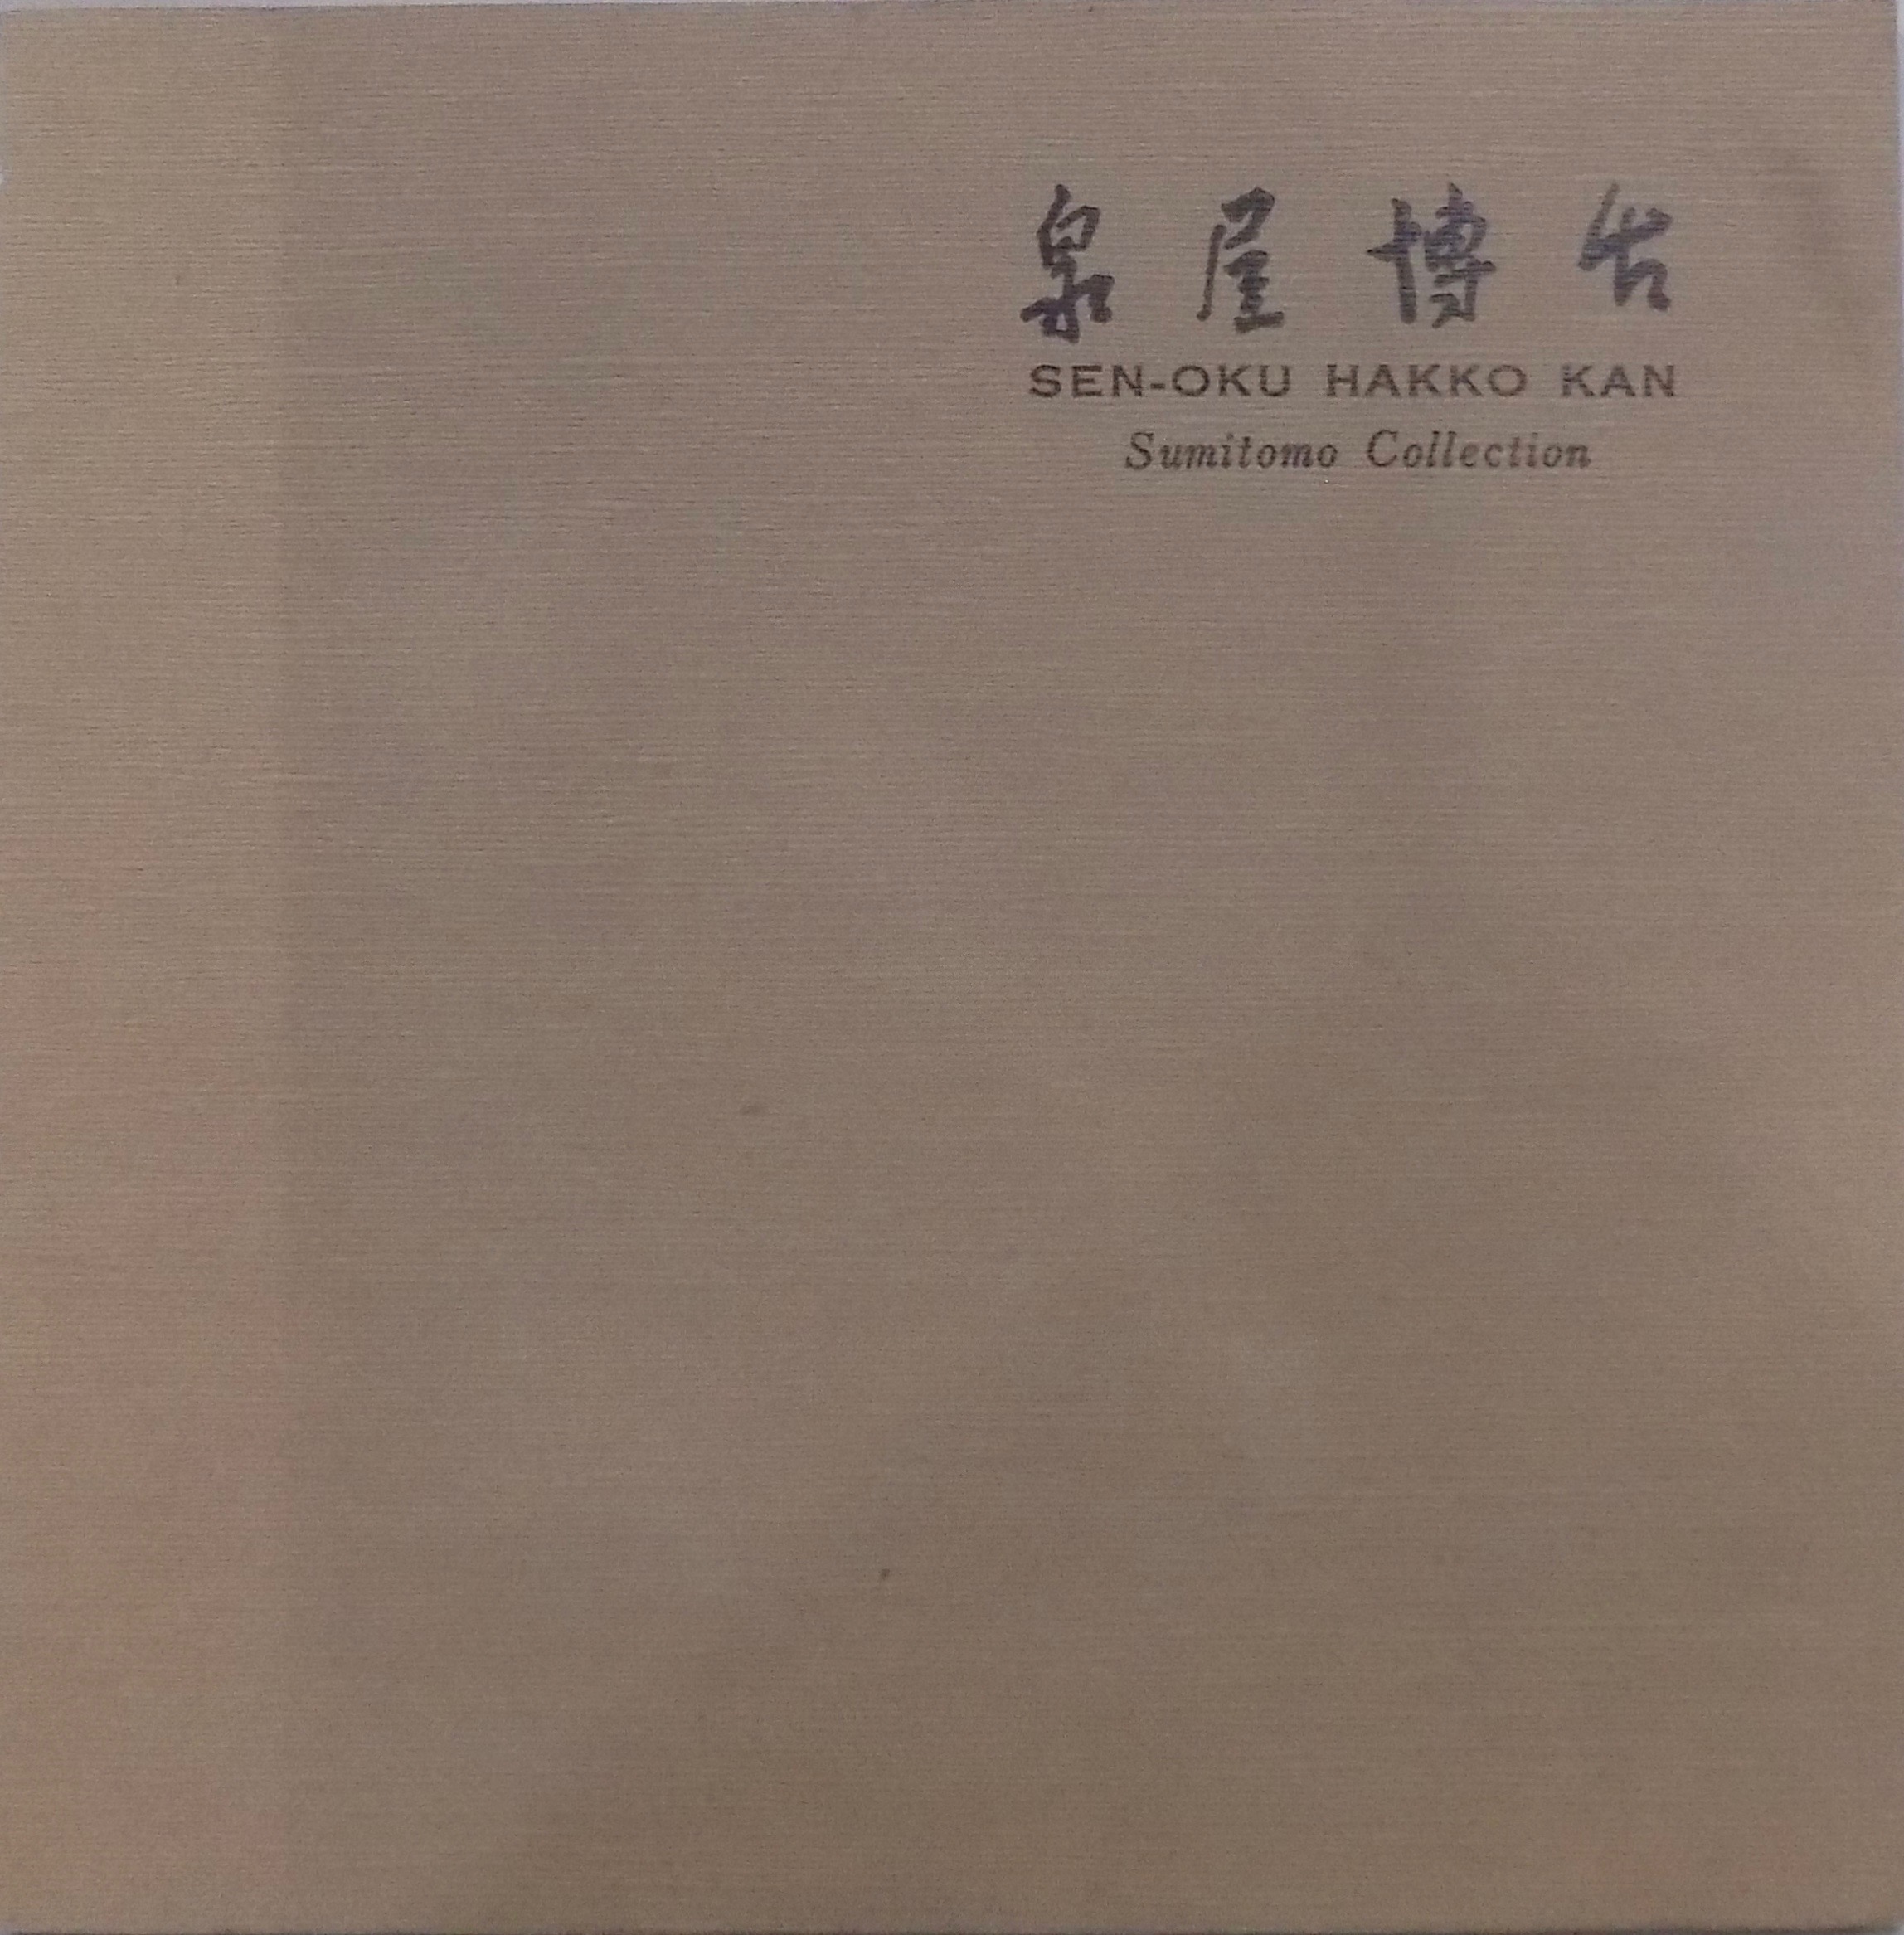 泉屋博古
SEN-OKU HAKKO KAN
Sumitomo Collection